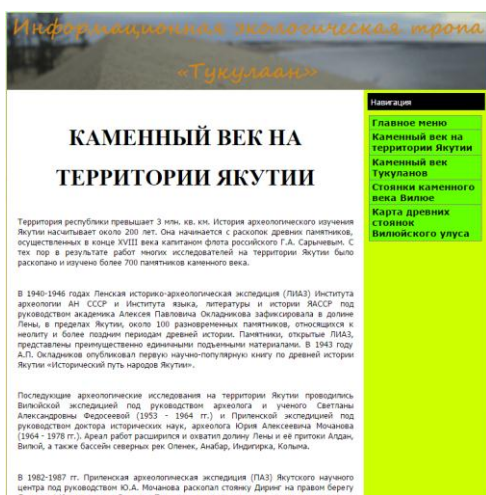 Информационная экологическая тропа
«Тукулаан»
КАМЕННЫЙ ВЕК НА
ТЕРРИТОРИИ ЯКУТИИ
Территория республики превышает 3 млн. кв. км. История археологического изучения
Якутии насчитывает около 200 лет. Она начинается с раскопок древних памятников,
осуществленных в конце XVIII века капитаном флота российского Г.А. Сарычевым. С
тех пор в результате работ многих исследователей на территории Якутии было
раскопано и изучено более 700 памятников каменного века.
В 1940-1946 годах Ленская историко-археологическая экспедиция (ЛИАЗ) Института
археологии АН СССР и Института языка, литературы и истории ЯАССР под
руководством академика Алексея Павловича Окладникова зафиксировала в долине
Лены, в пределах Якутии, около 100 разновременных памятников, относящихся к
неолиту и более поздним периодам древней истории. Памятники, открытые ЛИАЗ,
представлены преимущественно единичными подъемными материалами. В 1943 году
А.П. Окладников опубликовал первую научно-популярную книгу по древней истории
Якутии «Исторический путь народов Якутии».
Последующие археологические исследования на территории Якутии проводились
Вилюйской экспедицией под руководством археолога и ученого Светланы
Александровны Федосеевой (1953 - 1964 гг.) и Приленской экспедицией под
руководством доктора исторических наук, археолога Юрия Алексеевича Мочанова
(1964 - 1978 гг.). Ареал работ расширился и охватил долину Лены и её притоки Алдан,
Вилюй, а также бассейн северных рек Оленек, Анабар, Индигирка, Колыма.
В 1982-1987 гг. Приленская археологическая экспедиция (ПАЗ) Якутского научного
центра под руководством Ю.А. Мочанова раскопал стоянку Диринг на правом берегу
Навигация
Главное меню
Каменный век на
территории Якутии
Каменный век
Тукуланов
Стоянки каменного
века Вилюе
Карта древних
стоянок
Вилюйского улуса